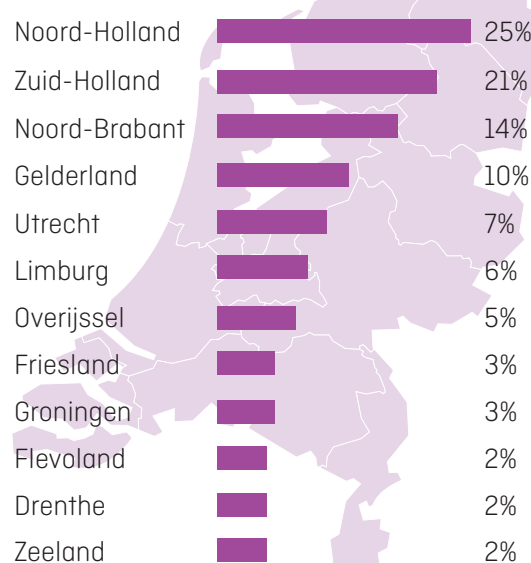 Noord-Holland 25%
Zuid-Holland 21%
Noord-Brabant 14%
Gelderland 10%
Utrecht 7%
Limburg 6%
Overijssel 5%
Friesland 3%
Groningen 3%
Flevoland 2%
Drenthe 2%
Zeeland 2%